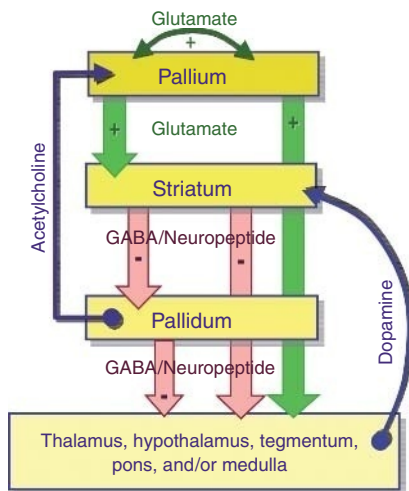 Glutamate
+
Pallium
+
Glutamate
+
Acetylcholine
Striatum
GABA/Neuropeptide
-
-
Pallidum
Dopamine
GABA/Neuropeptide
-
Thalamus, hypothalamus, tegmentum,
pons, and/or medulla